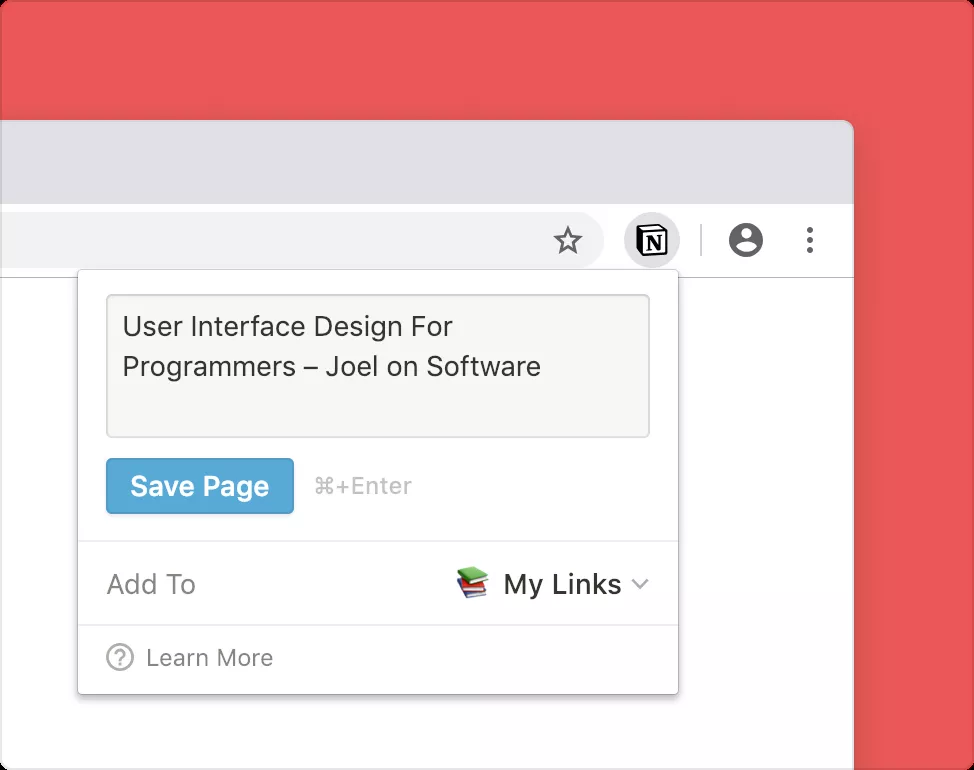 N
User Interface Design For
Programmers – Joel on Software
Save Page ⌘+Enter
Add To 📚 My Links
? Learn More